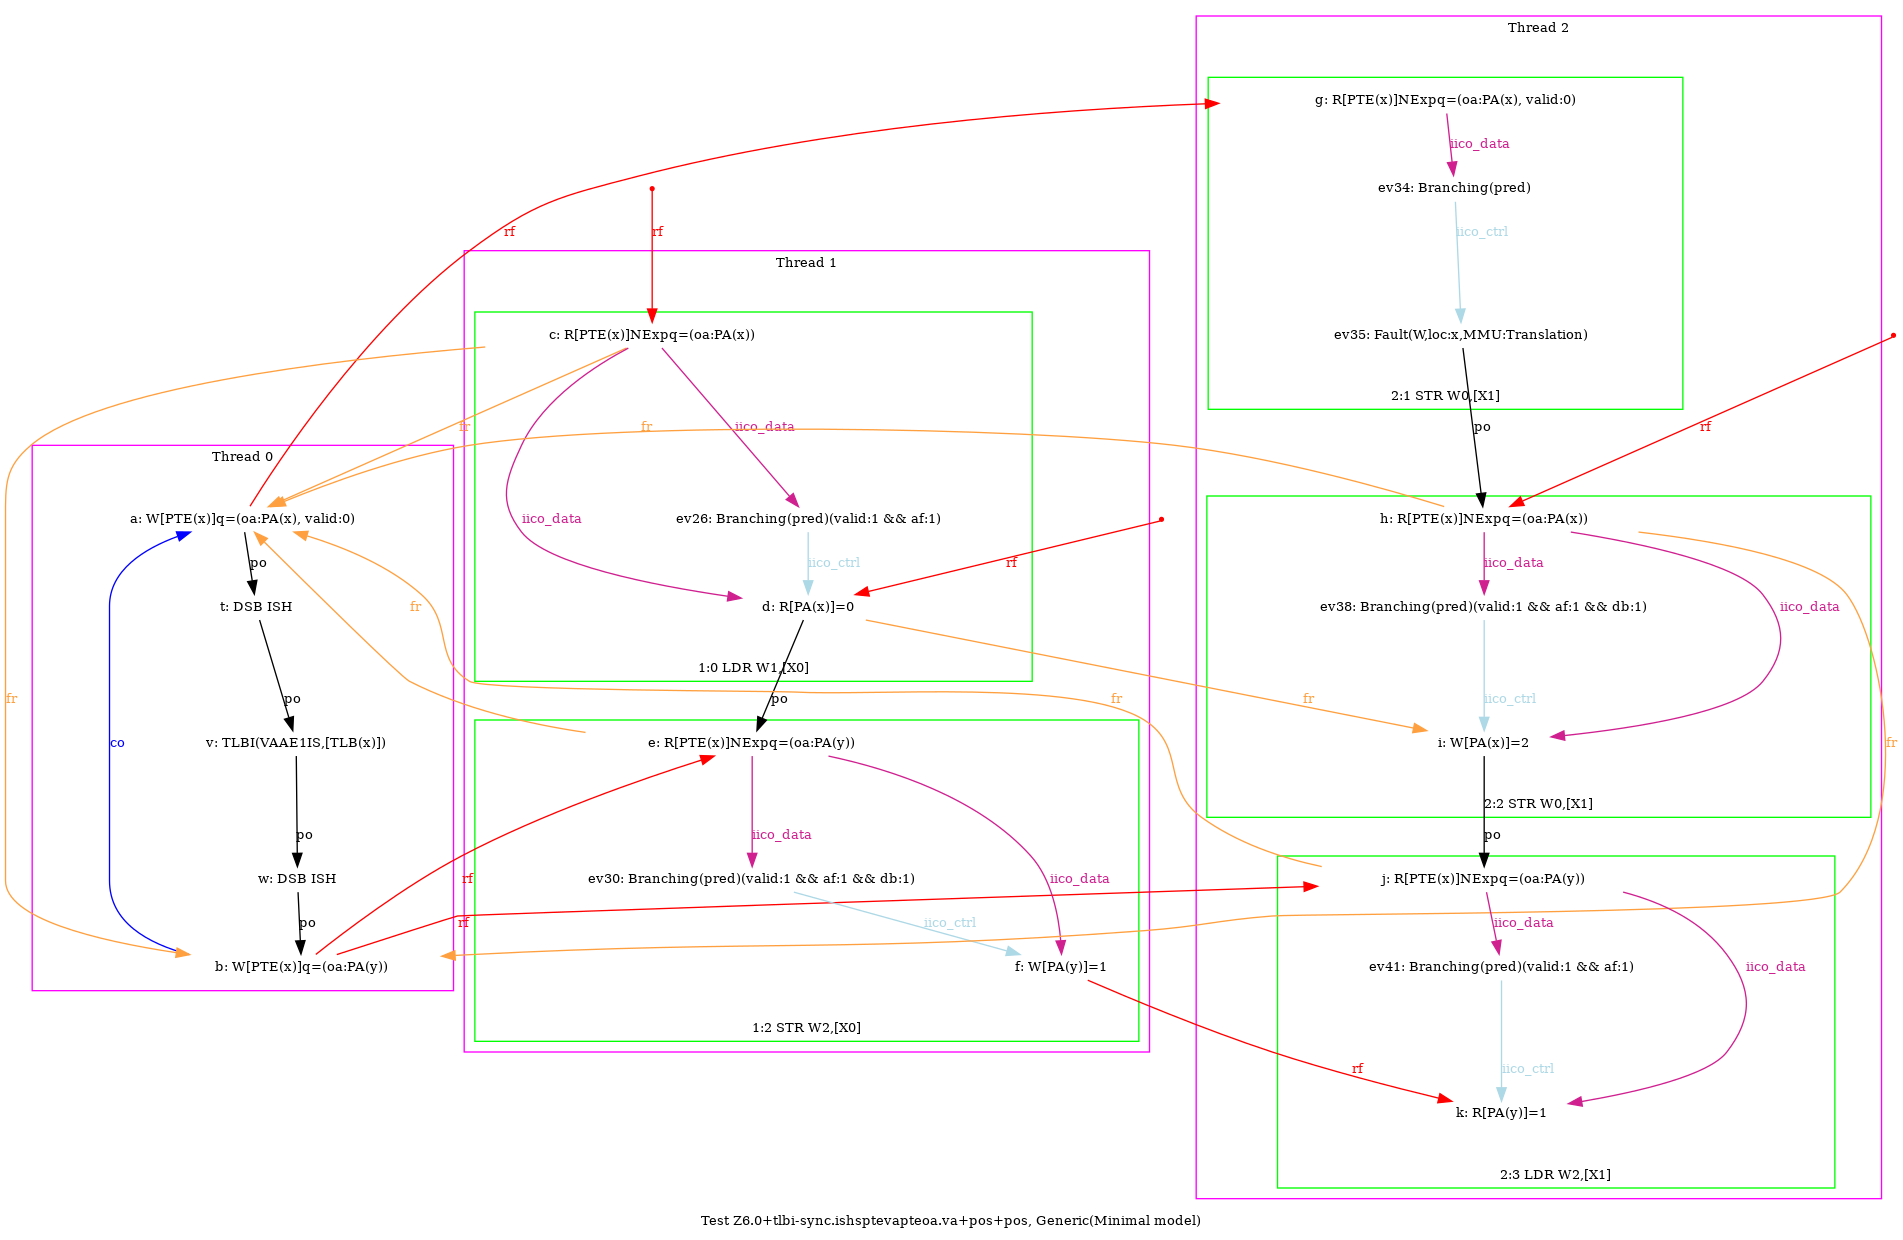 Thread 2
g: R[PTE(x)]NExpq=(oa:PA(x), valid:0)
iico_data
ev34: Branching(pred)
rf
rf
iico_ctrl
Thread 1
c: R[PTE(x)]NExpq=(oa:PA(x))
ev35: Fault(W,loc:x,MMU:Translation)
2:1 STR W0,[X1]
fr
fr
iico_data
po
rf
Thread 0
a: W[PTE(x)]q=(oa:PA(x), valid:0)
iico_data
ev26: Branching(pred)(valid:1 && af:1)
h: R[PTE(x)]NExpq=(oa:PA(x))
po
iico_ctrl
rf
iico_data
t: DSB ISH
fr
d: R[PA(x)]=0
ev38: Branching(pred)(valid:1 && af:1 && db:1)
iico_data
1:0 LDR W1,[X0]
fr
po
po
fr
fr
iico_ctrl
co
v: TLBI(VAAE1IS,[TLB(x)])
e: R[PTE(x)]NExpq=(oa:PA(y))
i: W[PA(x)]=2
fr
2:2 STR W0,[X1]
po
iico_data
po
w: DSB ISH
rf
ev30: Branching(pred)(valid:1 && af:1 && db:1)
iico_data
j: R[PTE(x)]NExpq=(oa:PA(y))
po
rf
iico_ctrl
iico_data
b: W[PTE(x)]q=(oa:PA(y))
f: W[PA(y)]=1
ev41: Branching(pred)(valid:1 && af:1)
iico_data
1:2 STR W2,[X0]
rf
iico_ctrl
k: R[PA(y)]=1
2:3 LDR W2,[X1]
Test Z6.0+tlbi-sync.ishsptevapteoa.va+pos+pos, Generic(Minimal model)